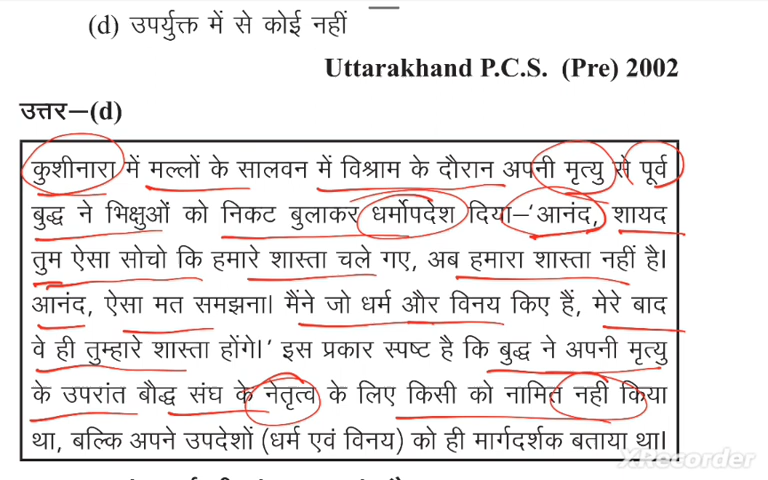 (d) उपर्युक्त में से कोई नहीं
Uttarakhand P.C.S. (Pre) 2002
उत्तर–(d)
कुशीनारा में मल्लों के सालवन में विश्राम के दौरान अपनी मृत्यु से पूर्व
बुद्ध ने भिक्षुओं को निकट बुलाकर धर्मोपदेश दिया–‘आनंद, शायद
तुम ऐसा सोचो कि हमारे शास्ता चले गए, अब हमारा शास्ता नहीं है।
आनंद, ऐसा मत समझना। मैंने जो धर्म और विनय किए हैं, मेरे बाद
वे ही तुम्हारे शास्ता होंगे।’ इस प्रकार स्पष्ट है कि बुद्ध ने अपनी मृत्यु
के उपरांत बौद्ध संघ के नेतृत्व के लिए किसी को नामित नहीं किया
था, बल्कि अपने उपदेशों (धर्म एवं विनय) को ही मार्गदर्शक बताया था।
XRecorder